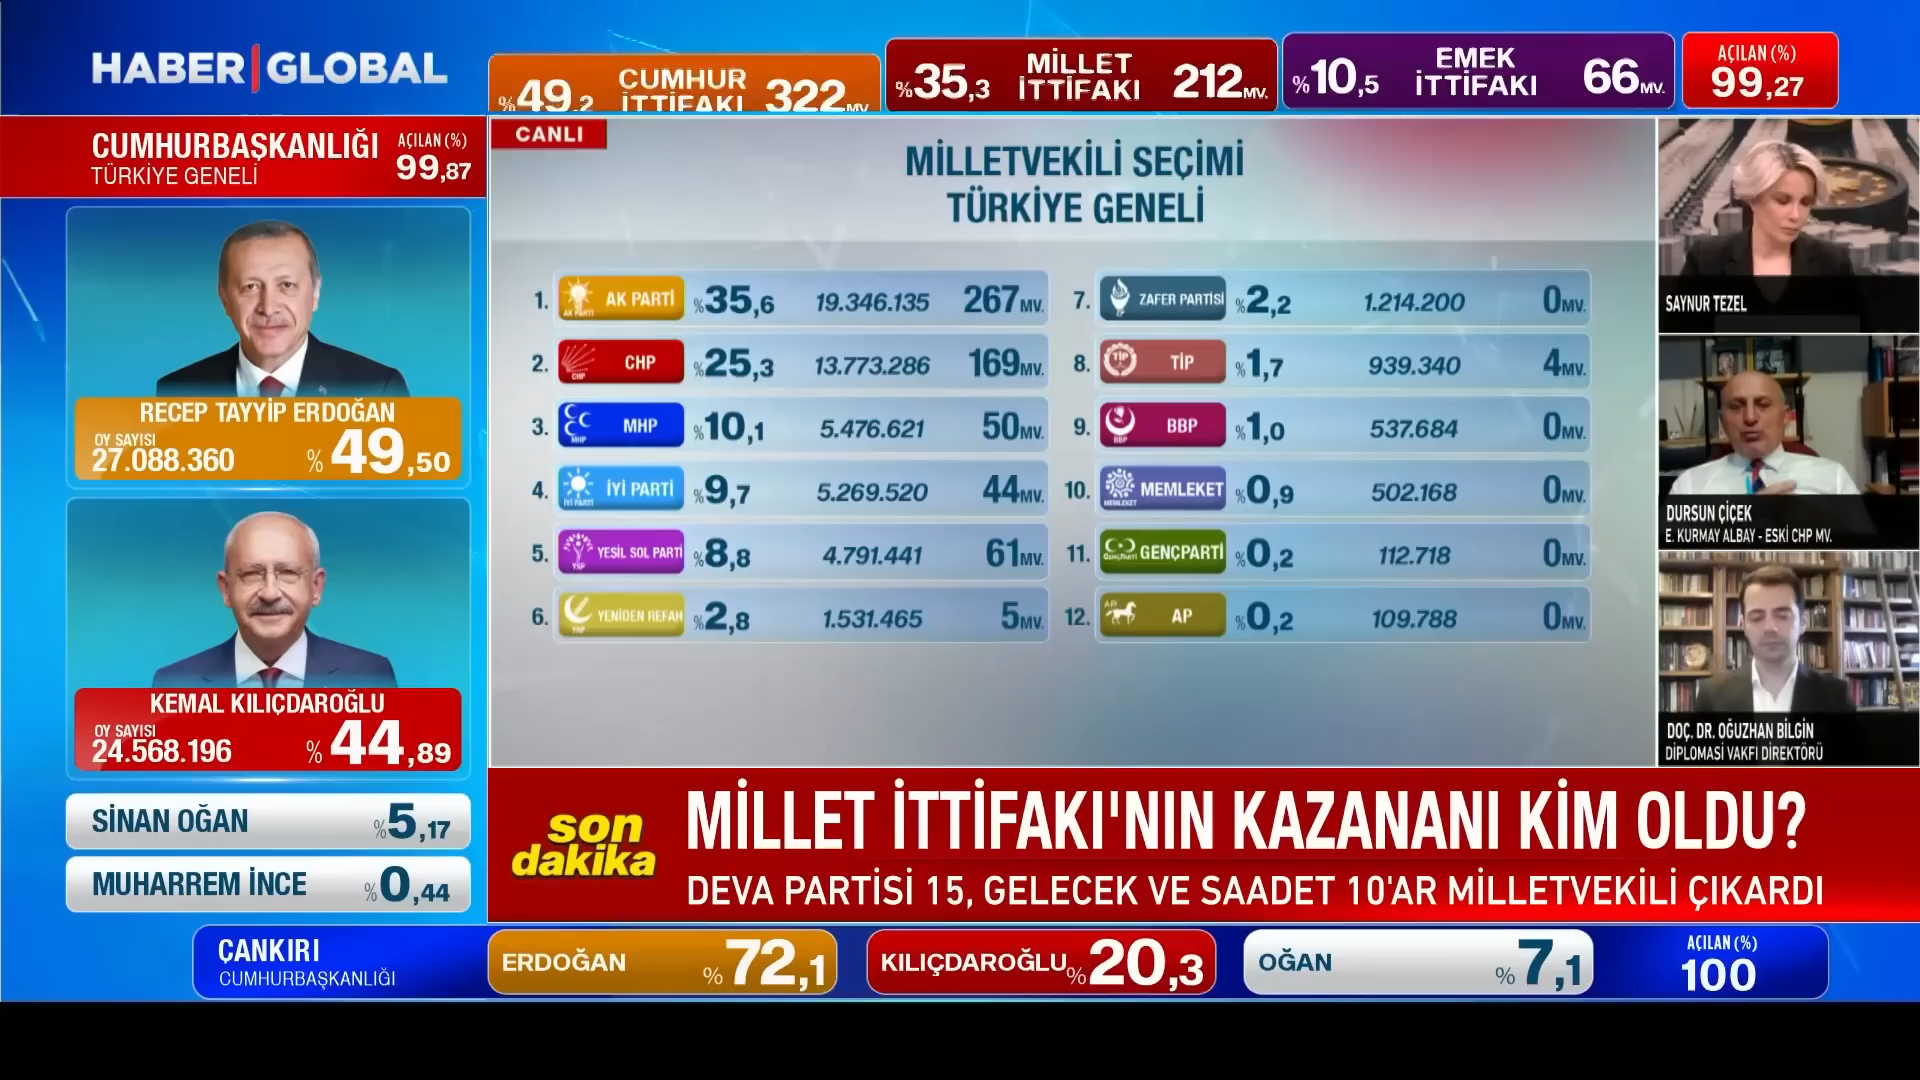 HABER GLOBAL
%49,2 CUMHUR İTTİFAKI 322MV.
%35,3 MİLLET İTTİFAKI 212MV.
%10,5 EMEK İTTİFAKI 66MV.
AÇILAN (%)
99,27
CUMHURBAŞKANLIĞI
TÜRKİYE GENELİ
AÇILAN (%)
99,87
RECEP TAYYİP ERDOĞAN
OY SAYISI
27.088.360 %49,50
KEMAL KILIÇDAROĞLU
OY SAYISI
24.568.196 %44,89
SİNAN OĞAN %5,17
MUHARREM İNCE %0,44
CANLI
MİLLETVEKİLİ SEÇİMİ
TÜRKİYE GENELİ
1. AK PARTİ %35,6 19.346.135 267MV.
2. CHP %25,3 13.773.286 169MV.
3. MHP %10,1 5.476.621 50MV.
4. İYİ PARTİ %9,7 5.269.520 44MV.
5. YEŞİL SOL PARTİ %8,8 4.791.441 61MV.
6. YENİDEN REFAH %2,8 1.531.465 5MV.
7. ZAFER PARTİSİ %2,2 1.214.200 0MV.
8. TİP %1,7 939.340 4MV.
9. BBP %1,0 537.684 0MV.
10. MEMLEKET %0,9 502.168 0MV.
11. GENÇPARTİ %0,2 112.718 0MV.
12. AP %0,2 109.788 0MV.
SAYNUR TEZEL
DURSUN ÇİÇEK
E. KURMAY ALBAY - ESKİ CHP MV.
DOÇ. DR. OĞUZHAN BİLGİN
DİPLOMASİ VAKFI DİREKTÖRÜ
son
dakika
MİLLET İTTİFAKI'NIN KAZANANI KİM OLDU?
DEVA PARTİSİ 15, GELECEK VE SAADET 10'AR MİLLETVEKİLİ ÇIKARDI
ÇANKIRI
CUMHURBAŞKANLIĞI
ERDOĞAN %72,1
KILIÇDAROĞLU %20,3
OĞAN %7,1
AÇILAN (%)
100